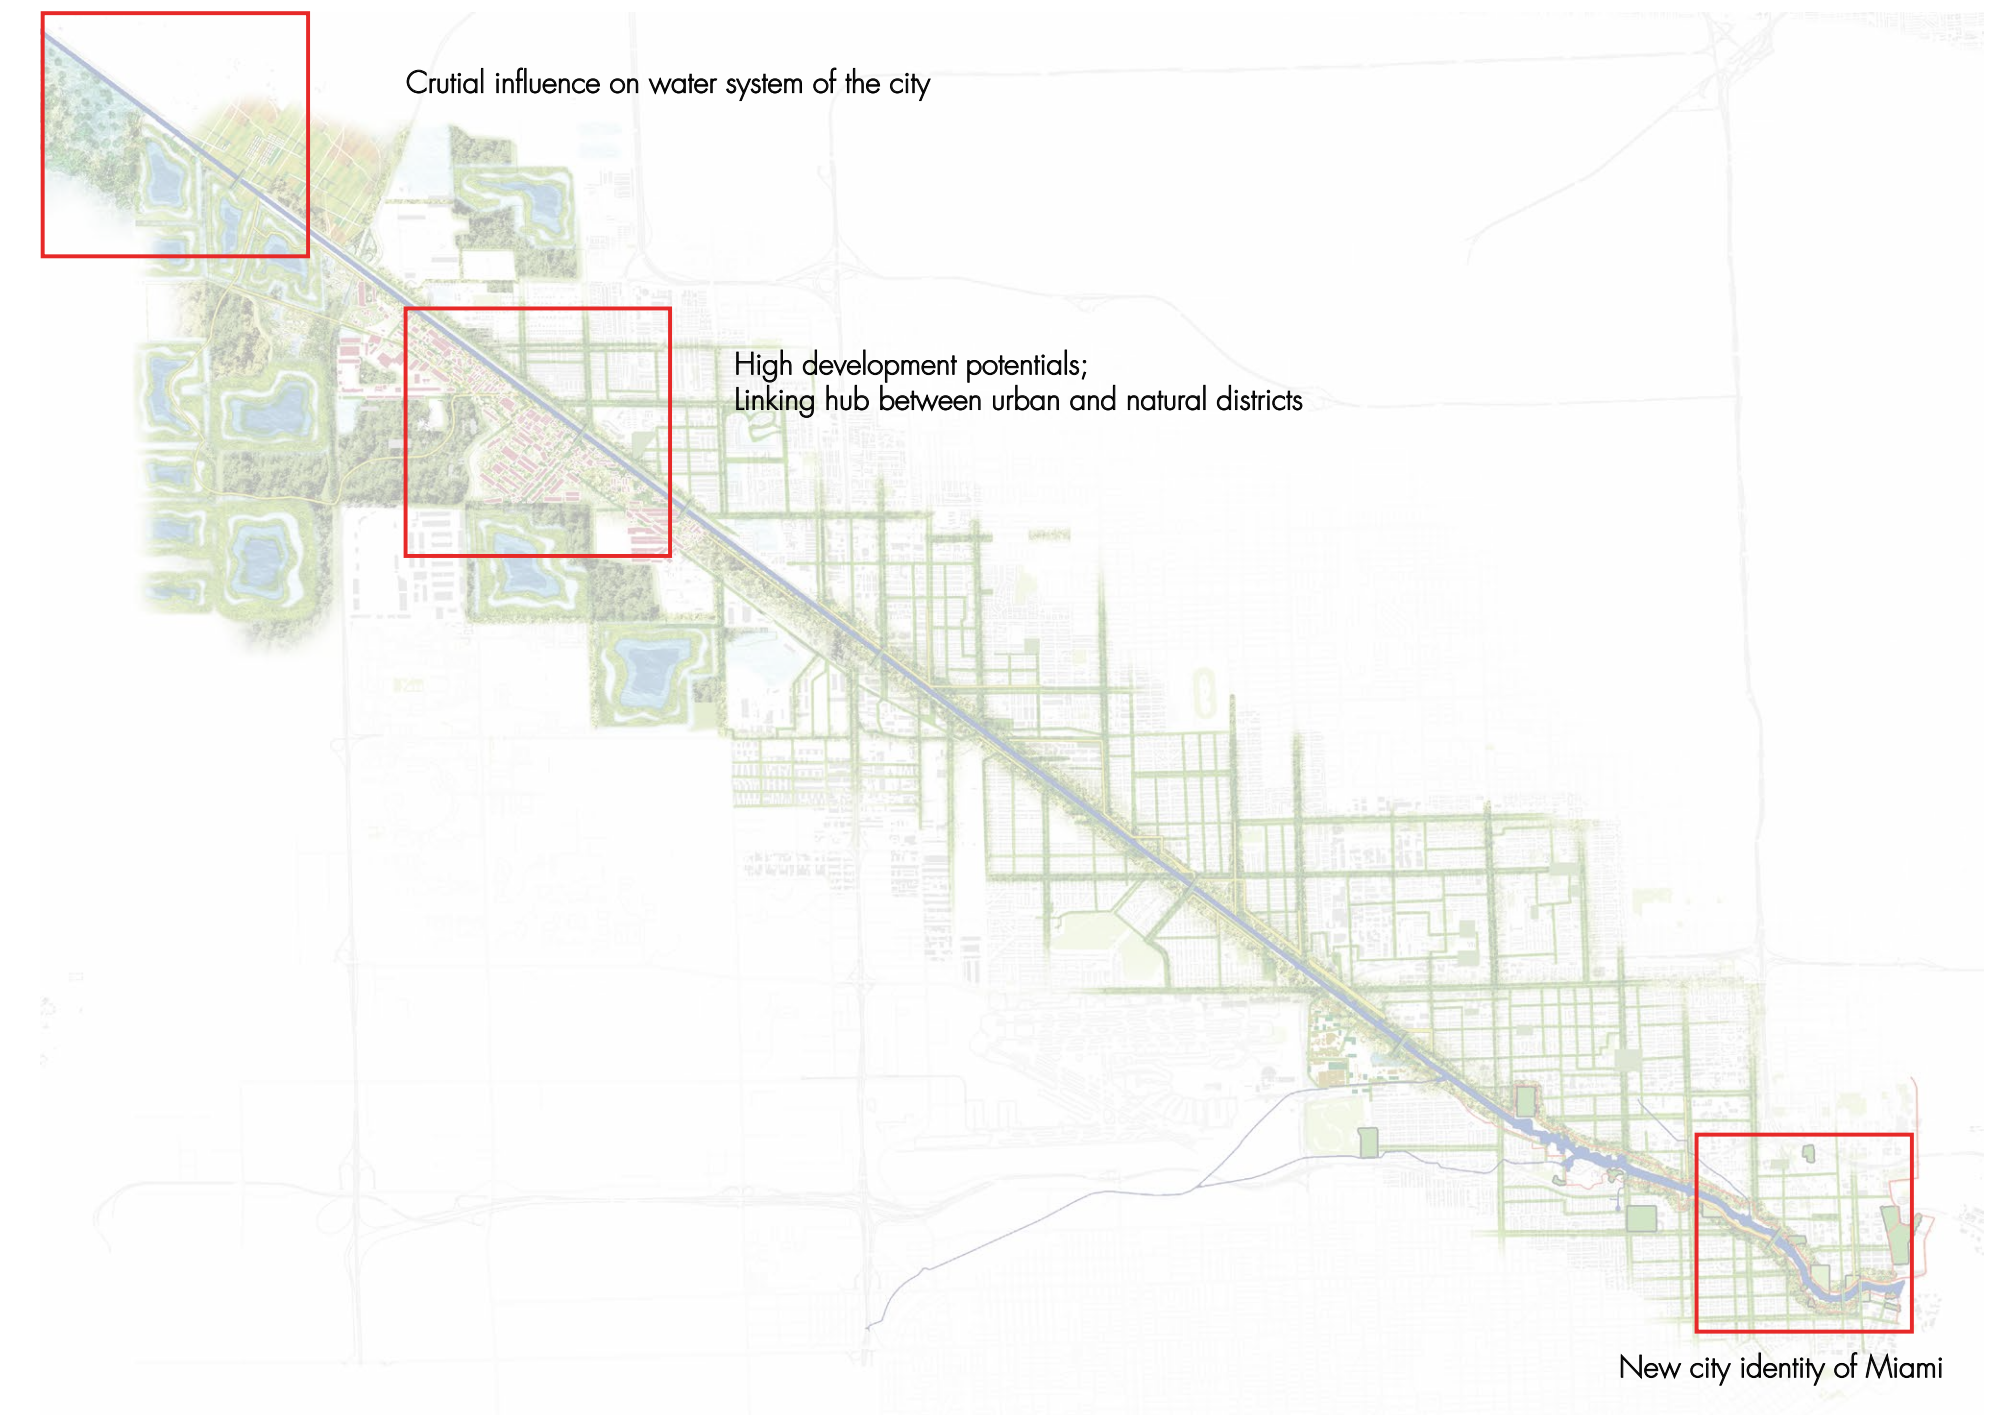 Crutial influence on water system of the city
High development potentials;
Linking hub between urban and natural districts
New city identity of Miami